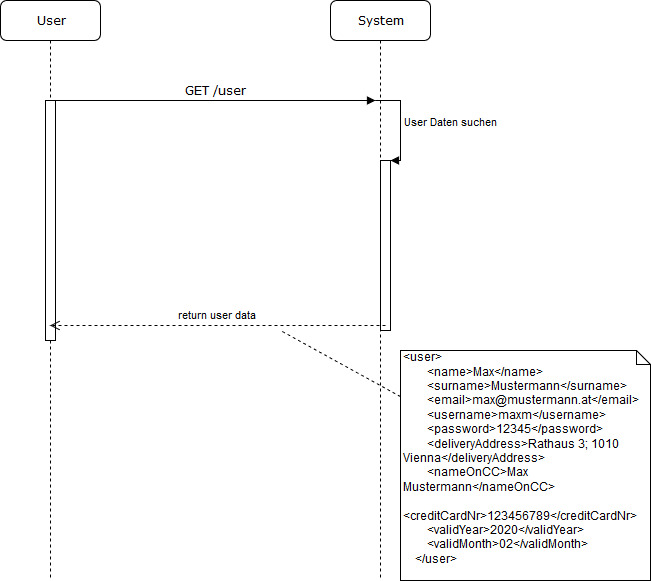 User
System
GET /user
User Daten suchen
return user data
<user>
<name>Max</name>
<surname>Mustermann</surname>
<email>max@mustermann.at</email>
<username>maxm</username>
<password>12345</password>
<deliveryAddress>Rathaus 3; 1010
Vienna</deliveryAddress>
<nameOnCC>Max
Mustermann</nameOnCC>
<creditCardNr>123456789</creditCardNr>
<validYear>2020</validYear>
<validMonth>02</validMonth>
</user>